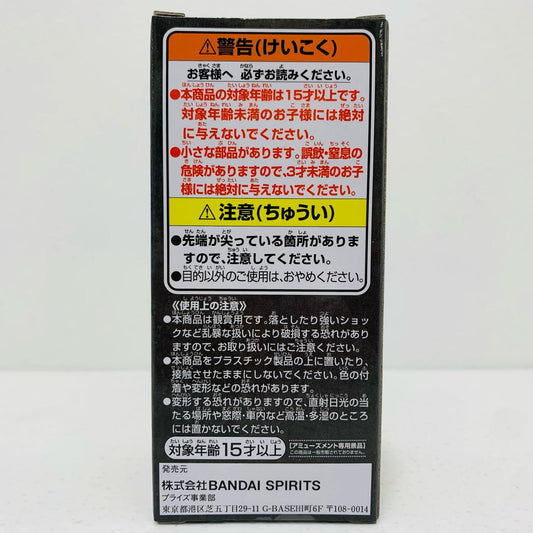 ⚠警告(けいこく)
お客様へ 必ずお読みください。
●本商品の対象年齢は15才以上です。
対象年齢未満のお子様には絶対
に与えないでください。
●小さな部品があります。誤飲・窒息の
危険がありますので、3才未満のお子
様には絶対に与えないでください。
⚠注意(ちゅうい)
●先端が尖っている箇所がありま
すので、注意してください。
●目的以外のご使用は、おやめください。
《使用上の注意》
●本商品は観賞用です。落としたり強いショッ
クなど乱暴な扱いにより破損する恐れがあり
ますので、お取り扱いにはご注意ください。
●本商品をプラスチック製品の上に置いたり、
接触させたままにしないでください。色の付
着や変形などの恐れがあります。
●変形する恐れがありますので、直射日光の当
たる場所や窓際・車内など高温・多湿のところ
には置かないでください。
対象年齢15才以上
【アミューズメント専用景品】
この商品は一般市販されておりません。
発売元
株式会社BANDAI SPIRITS
プライズ事業部
東京都港区芝五丁目29-11 G-BASE田町6F 〒108-0014